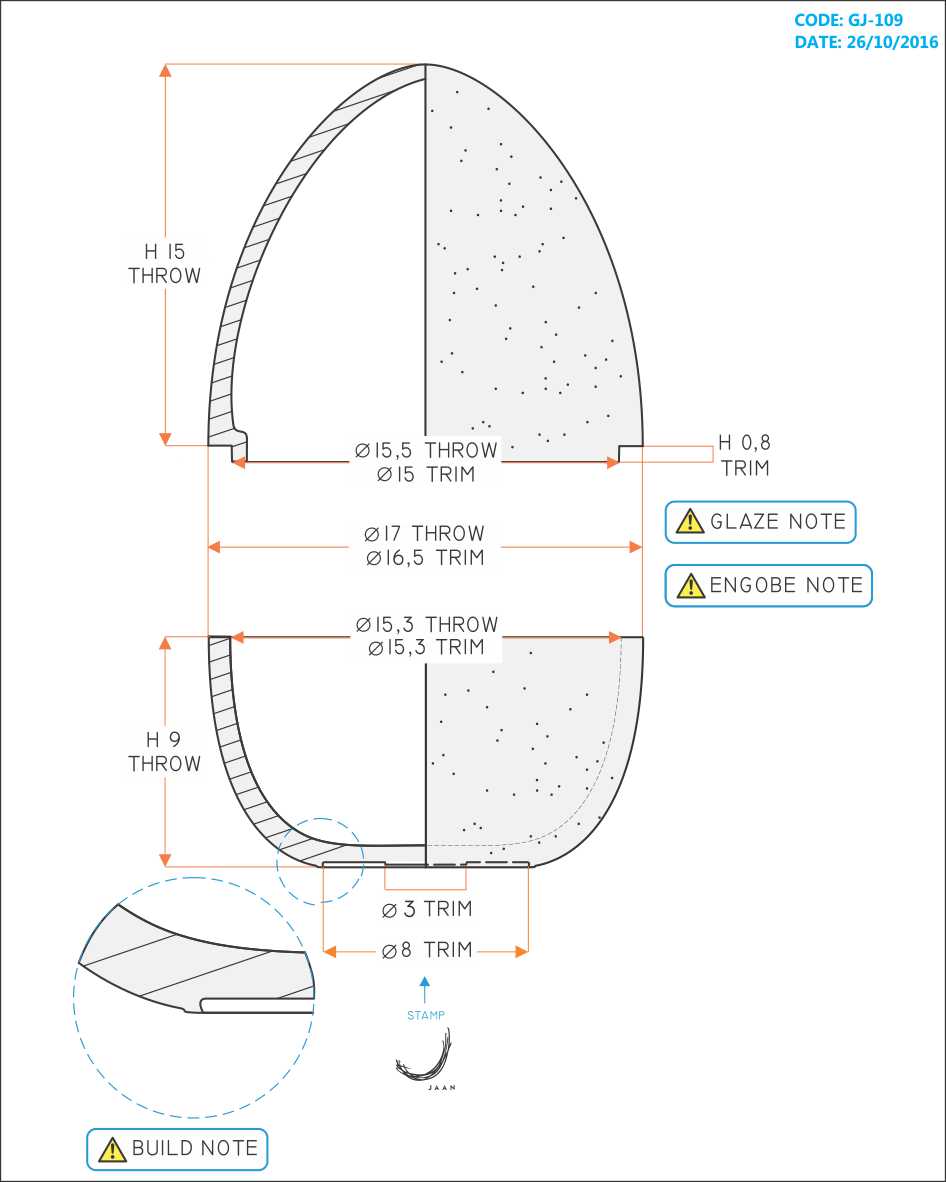 CODE: GJ-109
DATE: 26/10/2016
H 15
THROW
Ø15,5 THROW
Ø15 TRIM
H 0,8
TRIM
GLAZE NOTE
Ø17 THROW
Ø16,5 TRIM
ENGOBE NOTE
Ø15,3 THROW
Ø15,3 TRIM
H 9
THROW
Ø 3 TRIM
Ø8 TRIM
STAMP
JAAN
BUILD NOTE